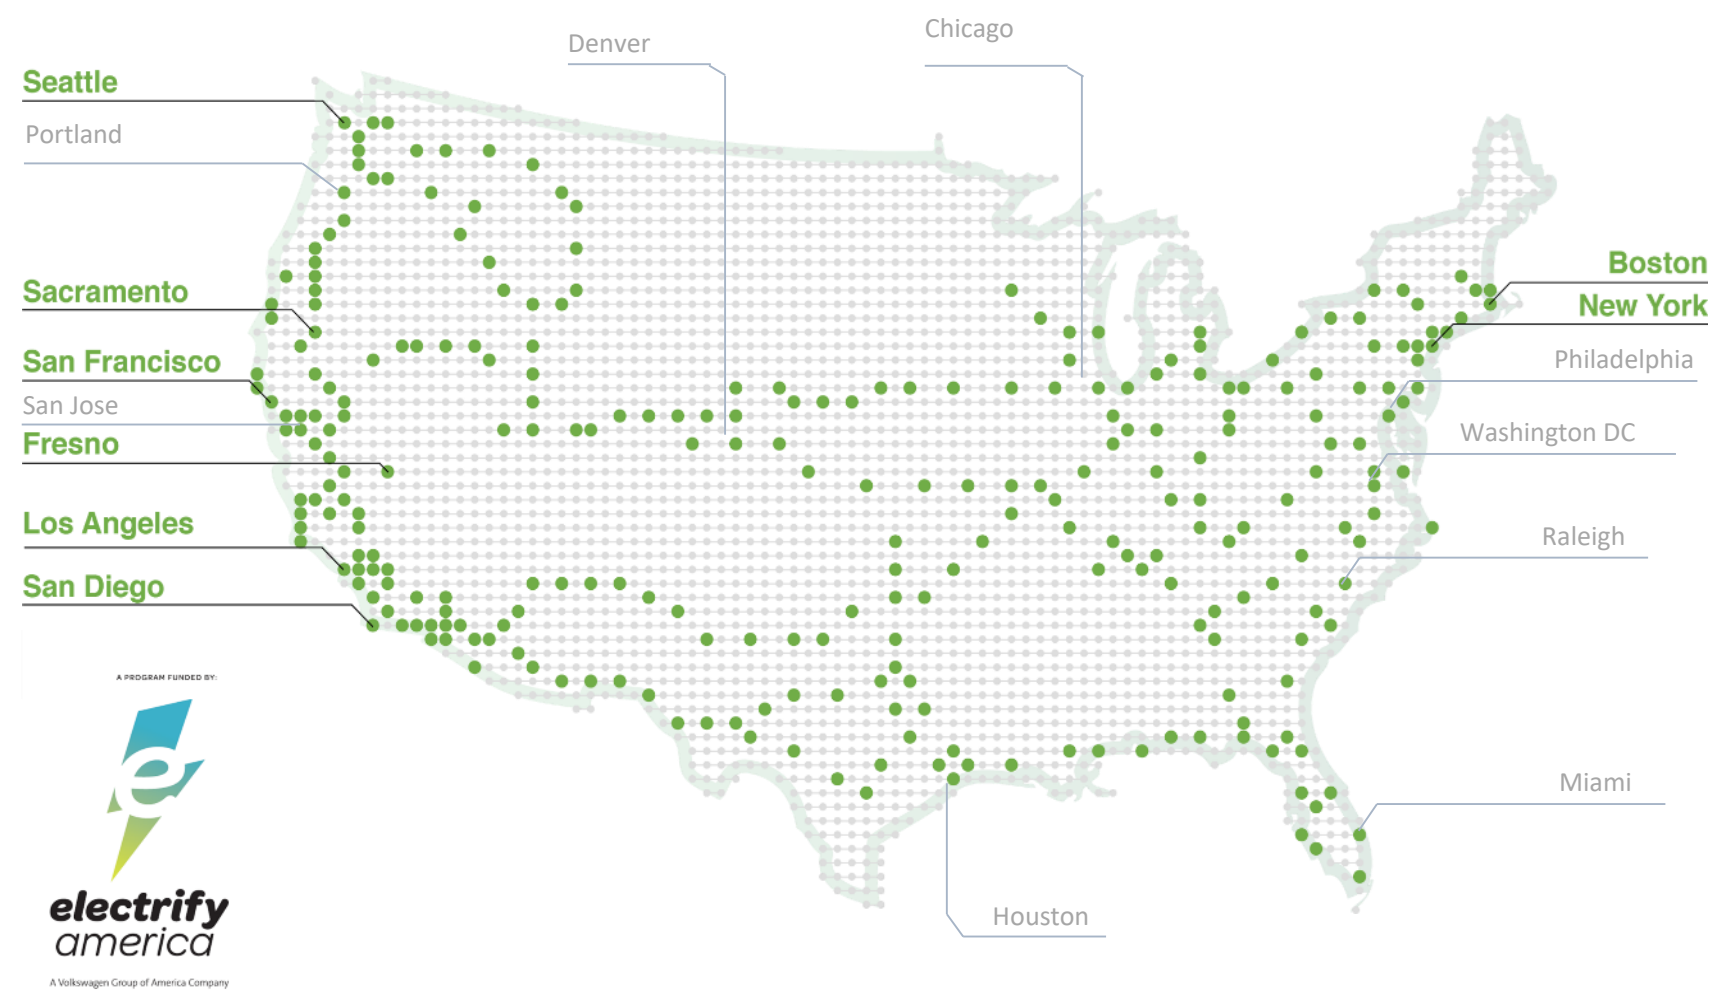 Denver
Chicago
Seattle
Portland
Sacramento
San Francisco
San Jose
Fresno
Los Angeles
San Diego
Boston
New York
Philadelphia
Washington DC
Raleigh
Miami
Houston
A PROGRAM FUNDED BY:
e
electrify
america
A Volkswagen Group of America Company